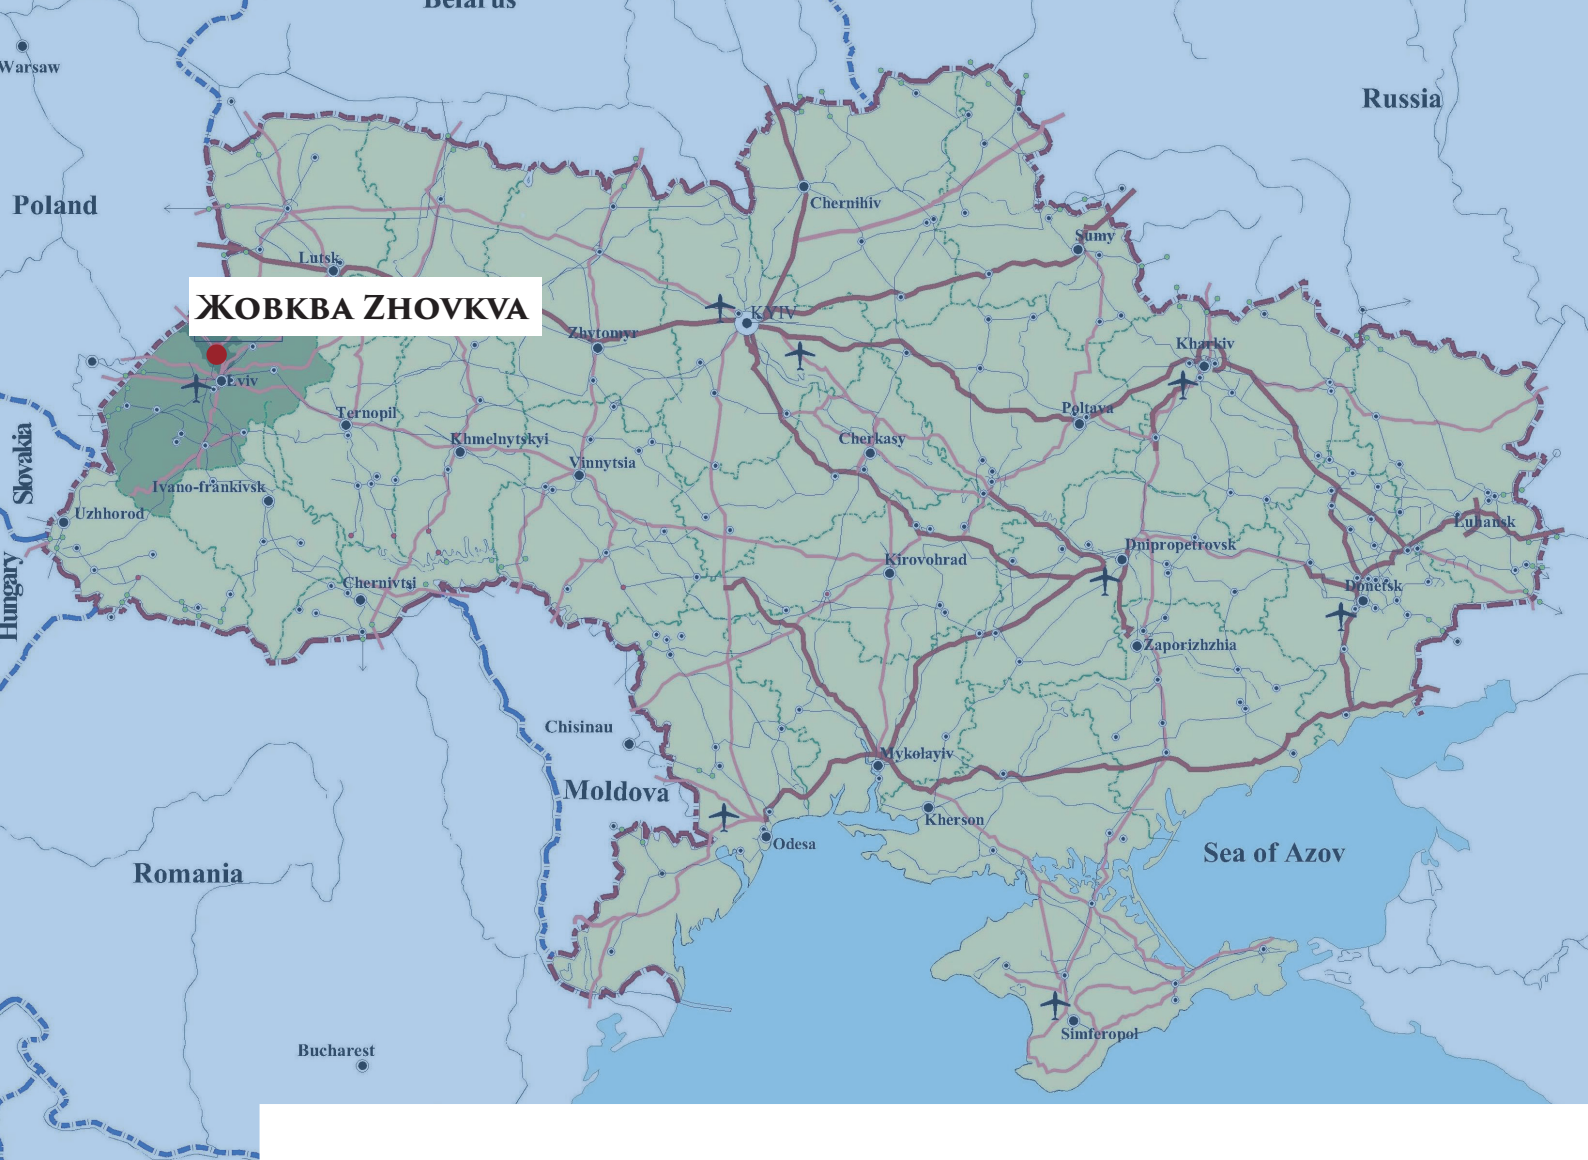 Belarus
Warsaw
Russia
Poland
Chernihiv
Sumy
Lutsk
ЖОВКВА ZHOVKVA
KYIV
Zhytomyr
Kharkiv
Lviv
Ternopil
Poltava
Khmelnytskyi
Cherkasy
Slovakia
Vinnytsia
Ivano-frankivsk
Uzhhorod
Luhansk
Dnipropetrovsk
Kirovohrad
Hungary
Chernivtsi
Donetsk
Zaporizhzhia
Chisinau
Mykolayiv
Moldova
Kherson
Odesa
Sea of Azov
Romania
Simferopol
Bucharest